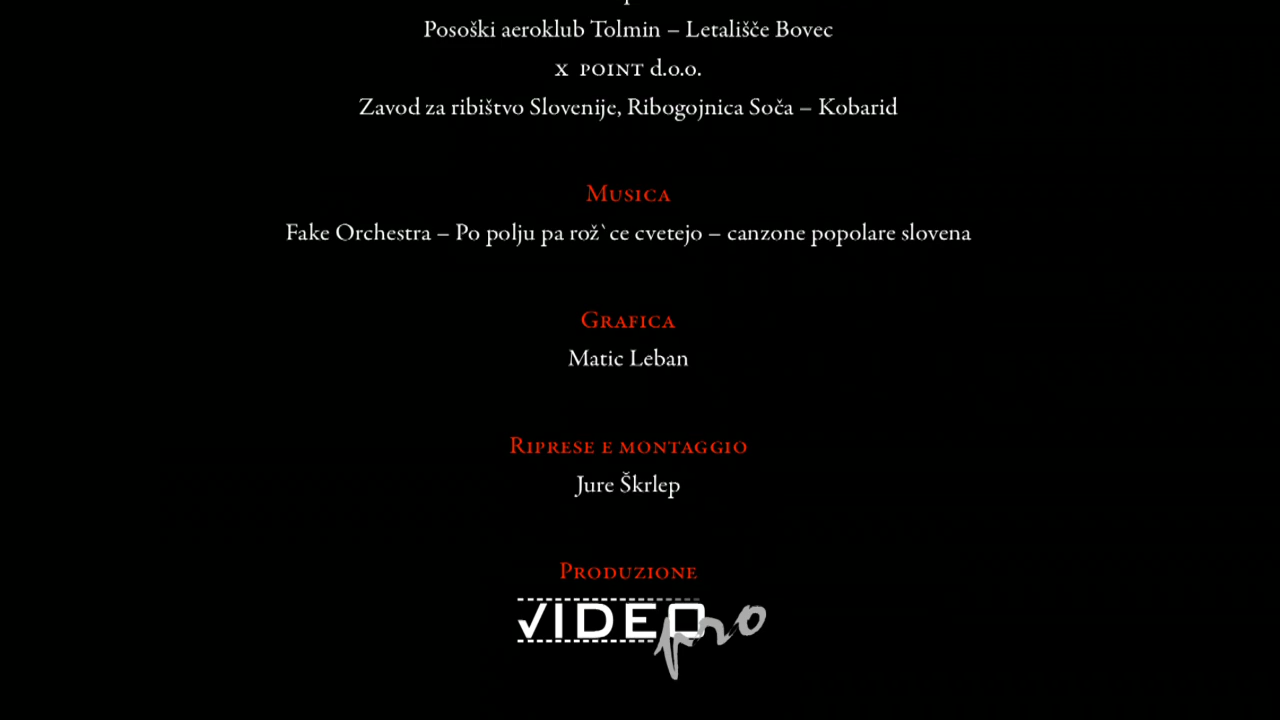 Pososki aeroklub Tolmin – Letališče Bovec
X POINT d.o.o.
Zavod za ribištvo Slovenije, Ribogojnica Soča – Kobarid
Musica
Fake Orchestra – Po polju pa rož`ce cvetejo – canzone popolare slovena
Grafica
Matic Leban
Riprese e montaggio
Jure Škrlep
Produzione
VIDEO pro